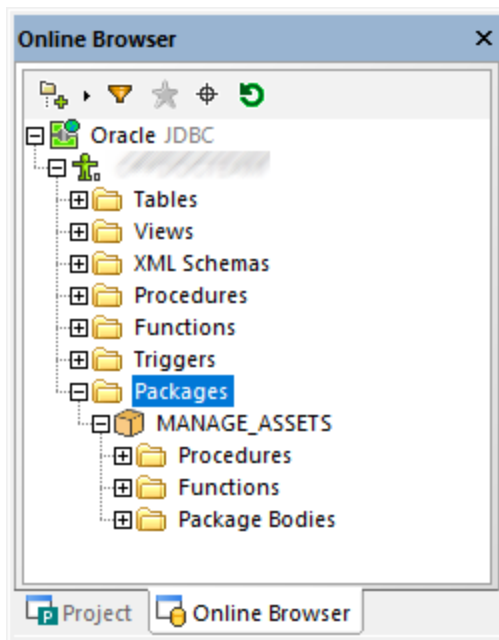 Online Browser
Oracle JDBC
Tables
Views
XML Schemas
Procedures
Functions
Triggers
Packages
MANAGE_ASSETS
Procedures
Functions
Package Bodies
Project Online Browser